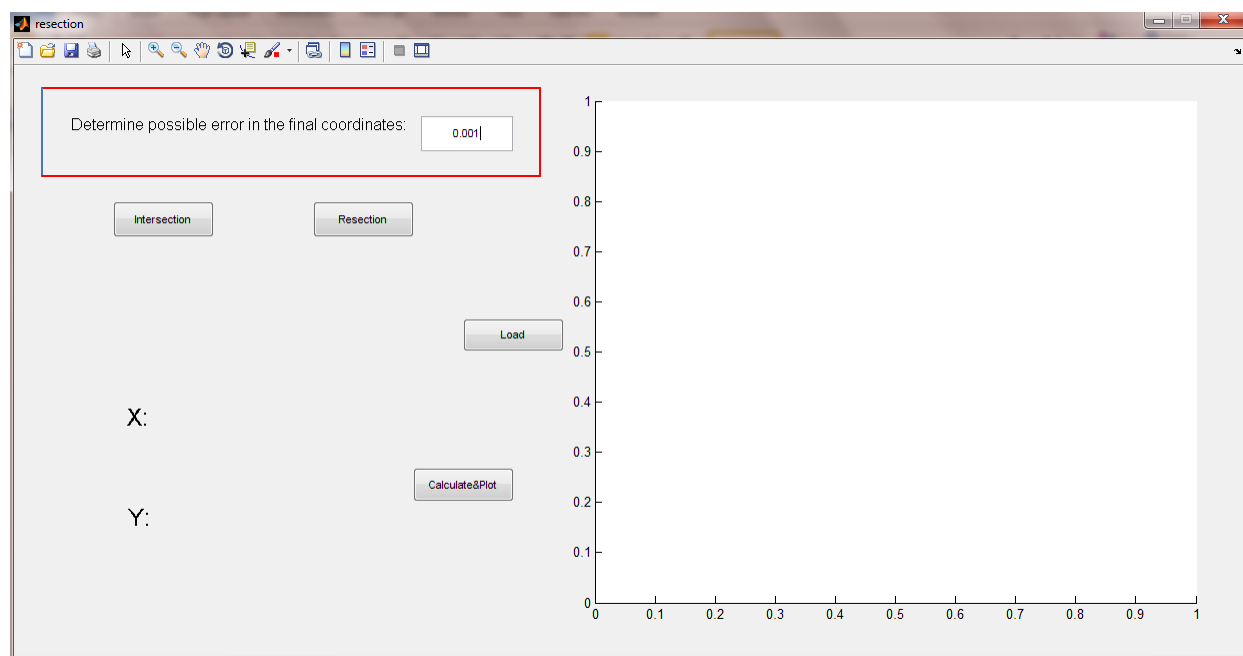 resection
Determine possible error in the final coordinates:
0.001
Intersection
Resection
Load
X:
Calculate&Plot
Y:
1
0.9
0.8
0.7
0.6
0.5
0.4
0.3
0.2
0.1
0
0 0.1 0.2 0.3 0.4 0.5 0.6 0.7 0.8 0.9 1